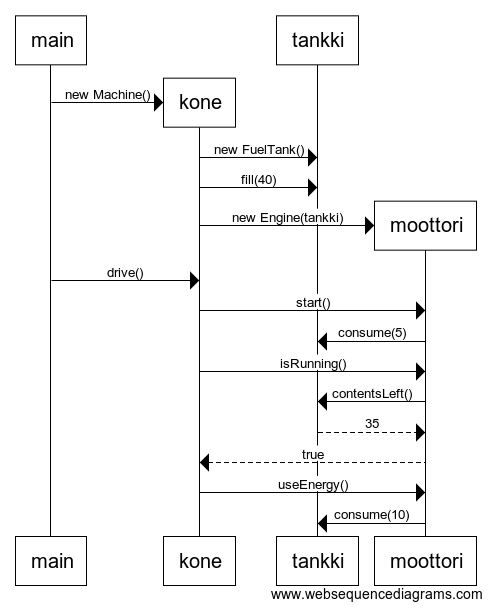 main
tankki
new Machine()
kone
new FuelTank()
fill(40)
new Engine(tankki)
moottori
drive()
start()
consume(5)
isRunning()
contentsLeft()
35
true
useEnergy()
consume(10)
main
kone
tankki
moottori
www.websequencediagrams.com